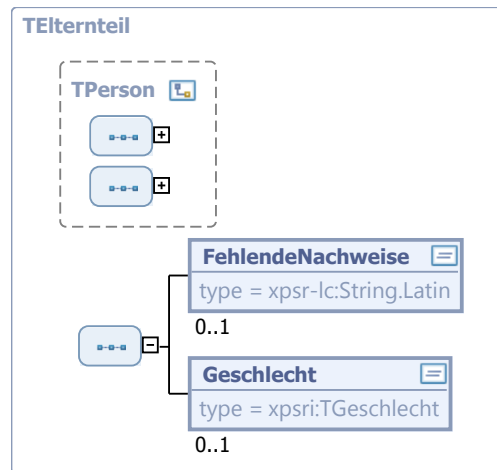 TElternteil
TPerson
FehlendeNachweise
type = xpsr-lc:String.Latin
0..1
Geschlecht
type = xpsri:TGeschlecht
0..1